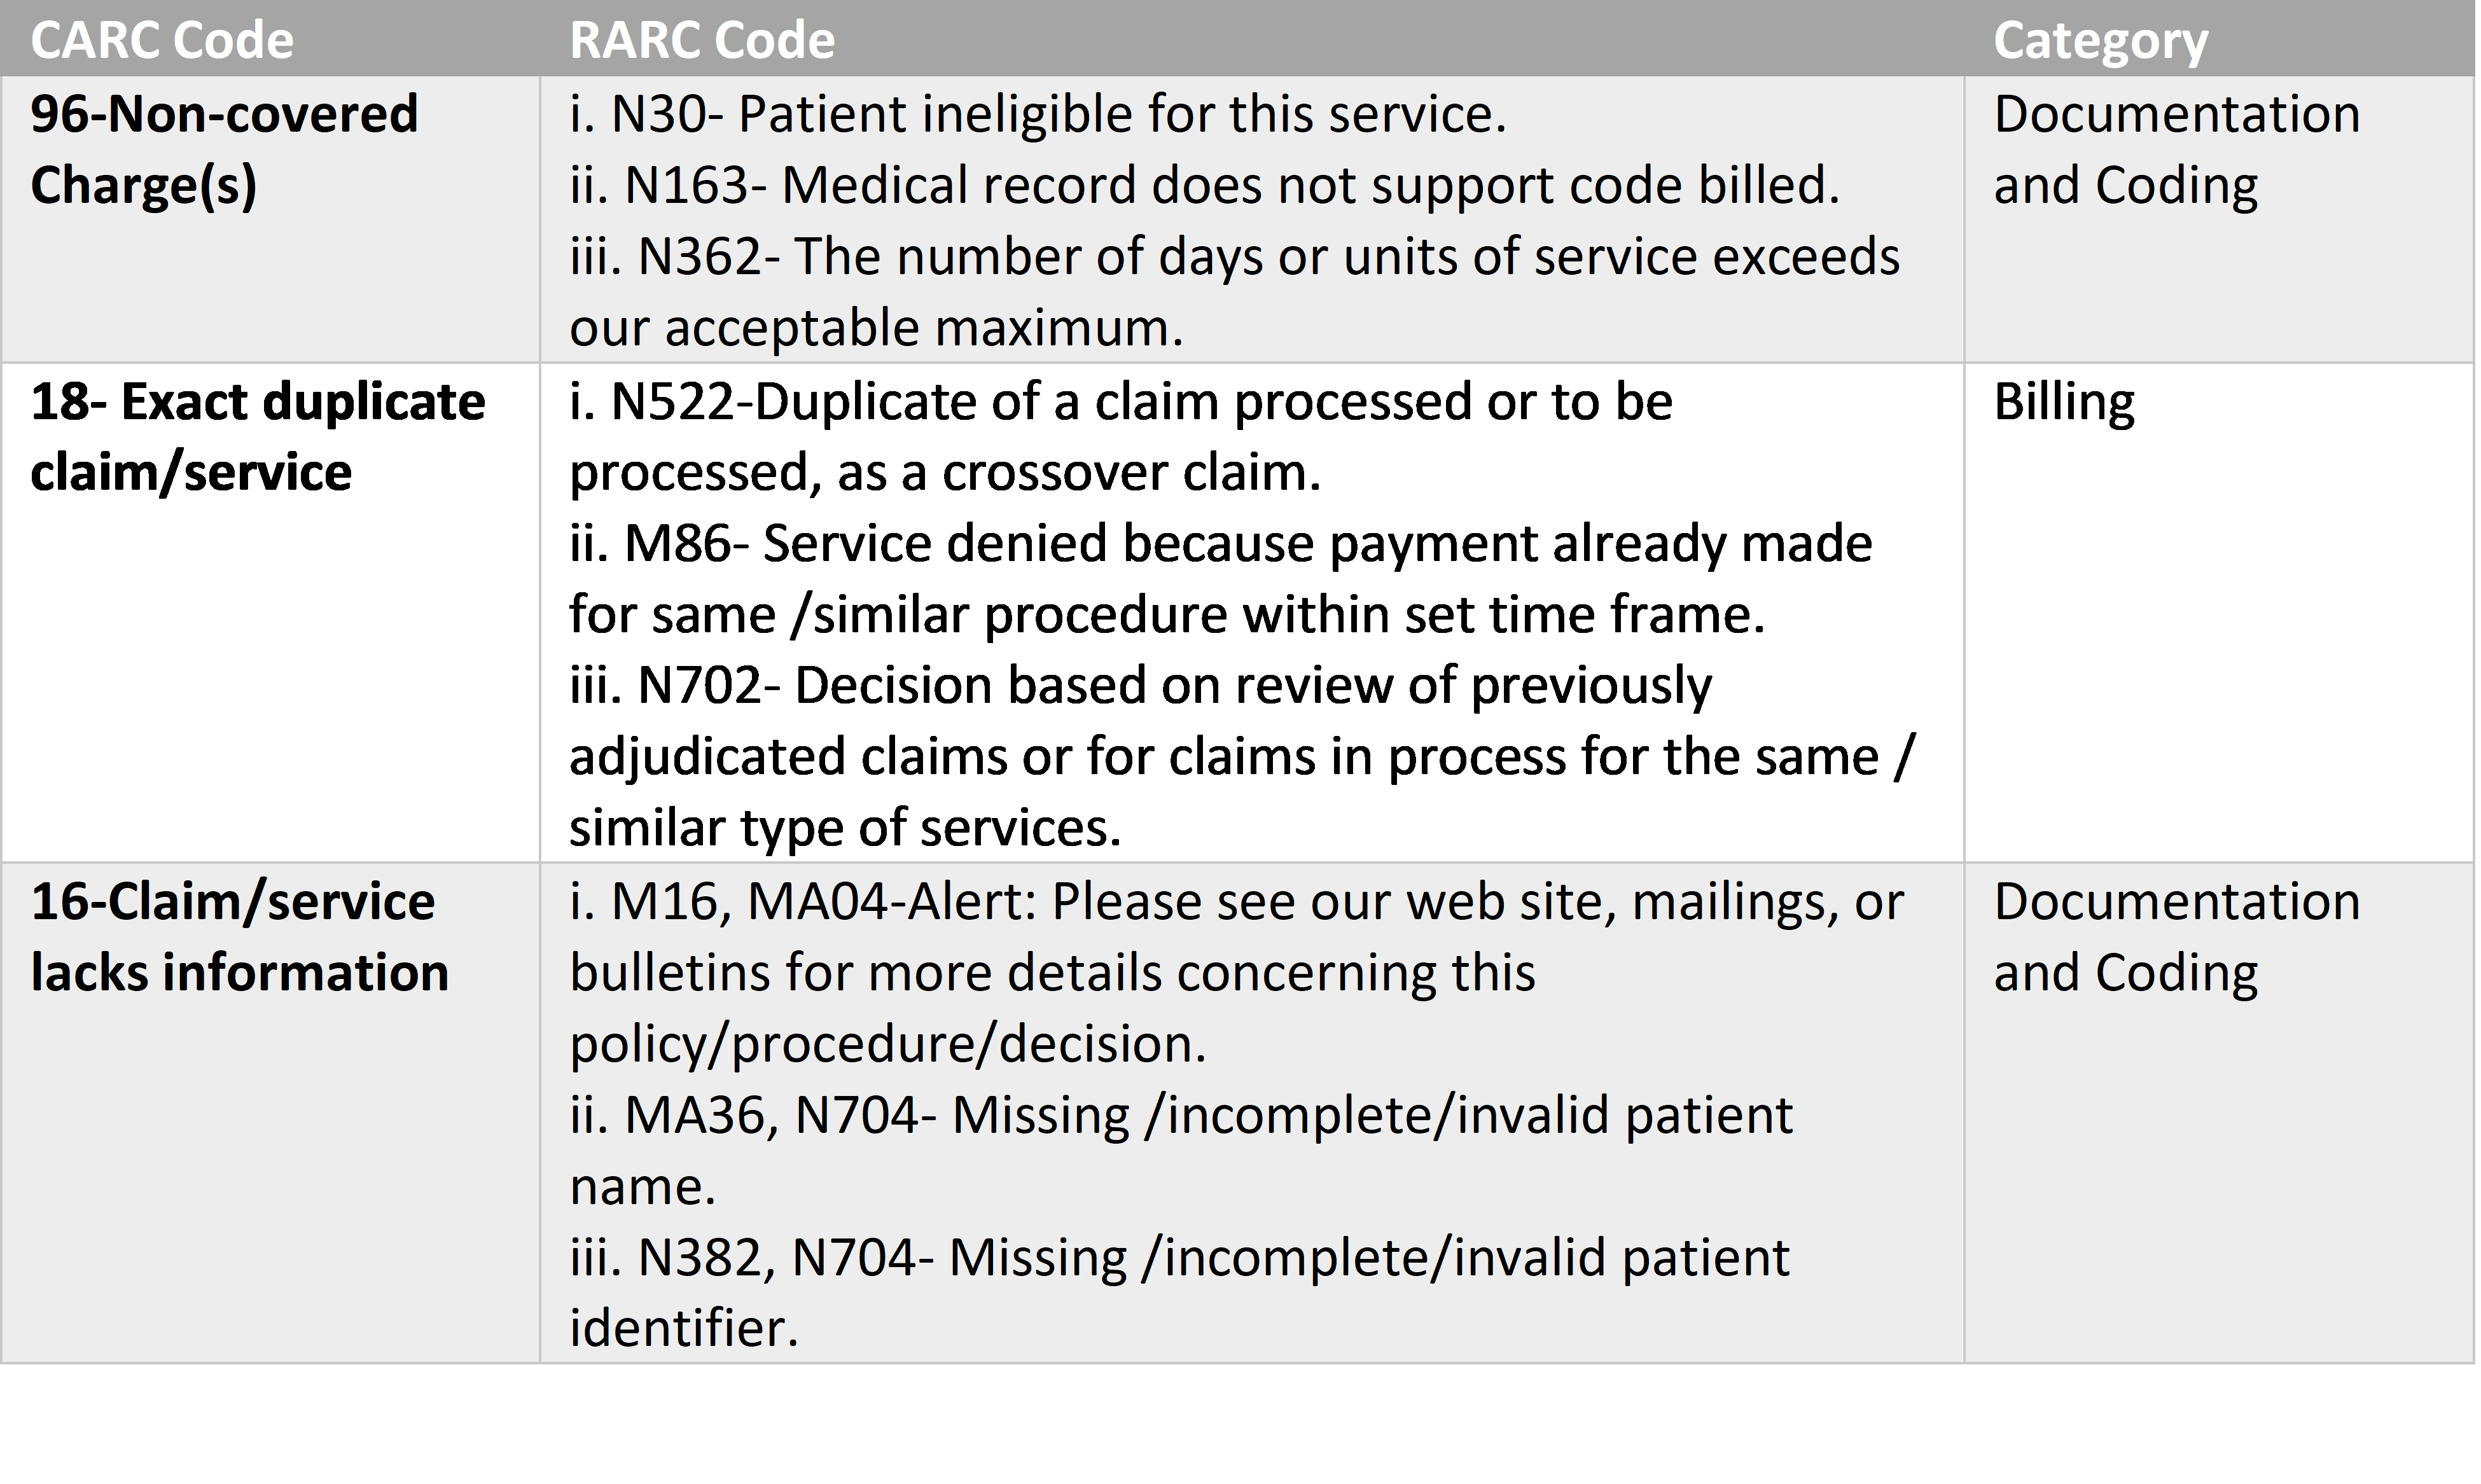 CARC Code
RARC Code
Category
96-Non-covered
Charge(s)
i. N30- Patient ineligible for this service.
ii. N163- Medical record does not support code billed.
iii. N362- The number of days or units of service exceeds
our acceptable maximum.
Documentation
and Coding
18- Exact duplicate
claim/service
i. N522-Duplicate of a claim processed or to be
processed, as a crossover claim.
ii. M86- Service denied because payment already made
for same /similar procedure within set time frame.
iii. N702- Decision based on review of previously
adjudicated claims or for claims in process for the same /
similar type of services.
Billing
16-Claim/service
lacks information
i. M16, MA04-Alert: Please see our web site, mailings, or
bulletins for more details concerning this
policy/procedure/decision.
ii. MA36, N704- Missing /incomplete/invalid patient
name.
iii. N382, N704- Missing /incomplete/invalid patient
identifier.
Documentation
and Coding